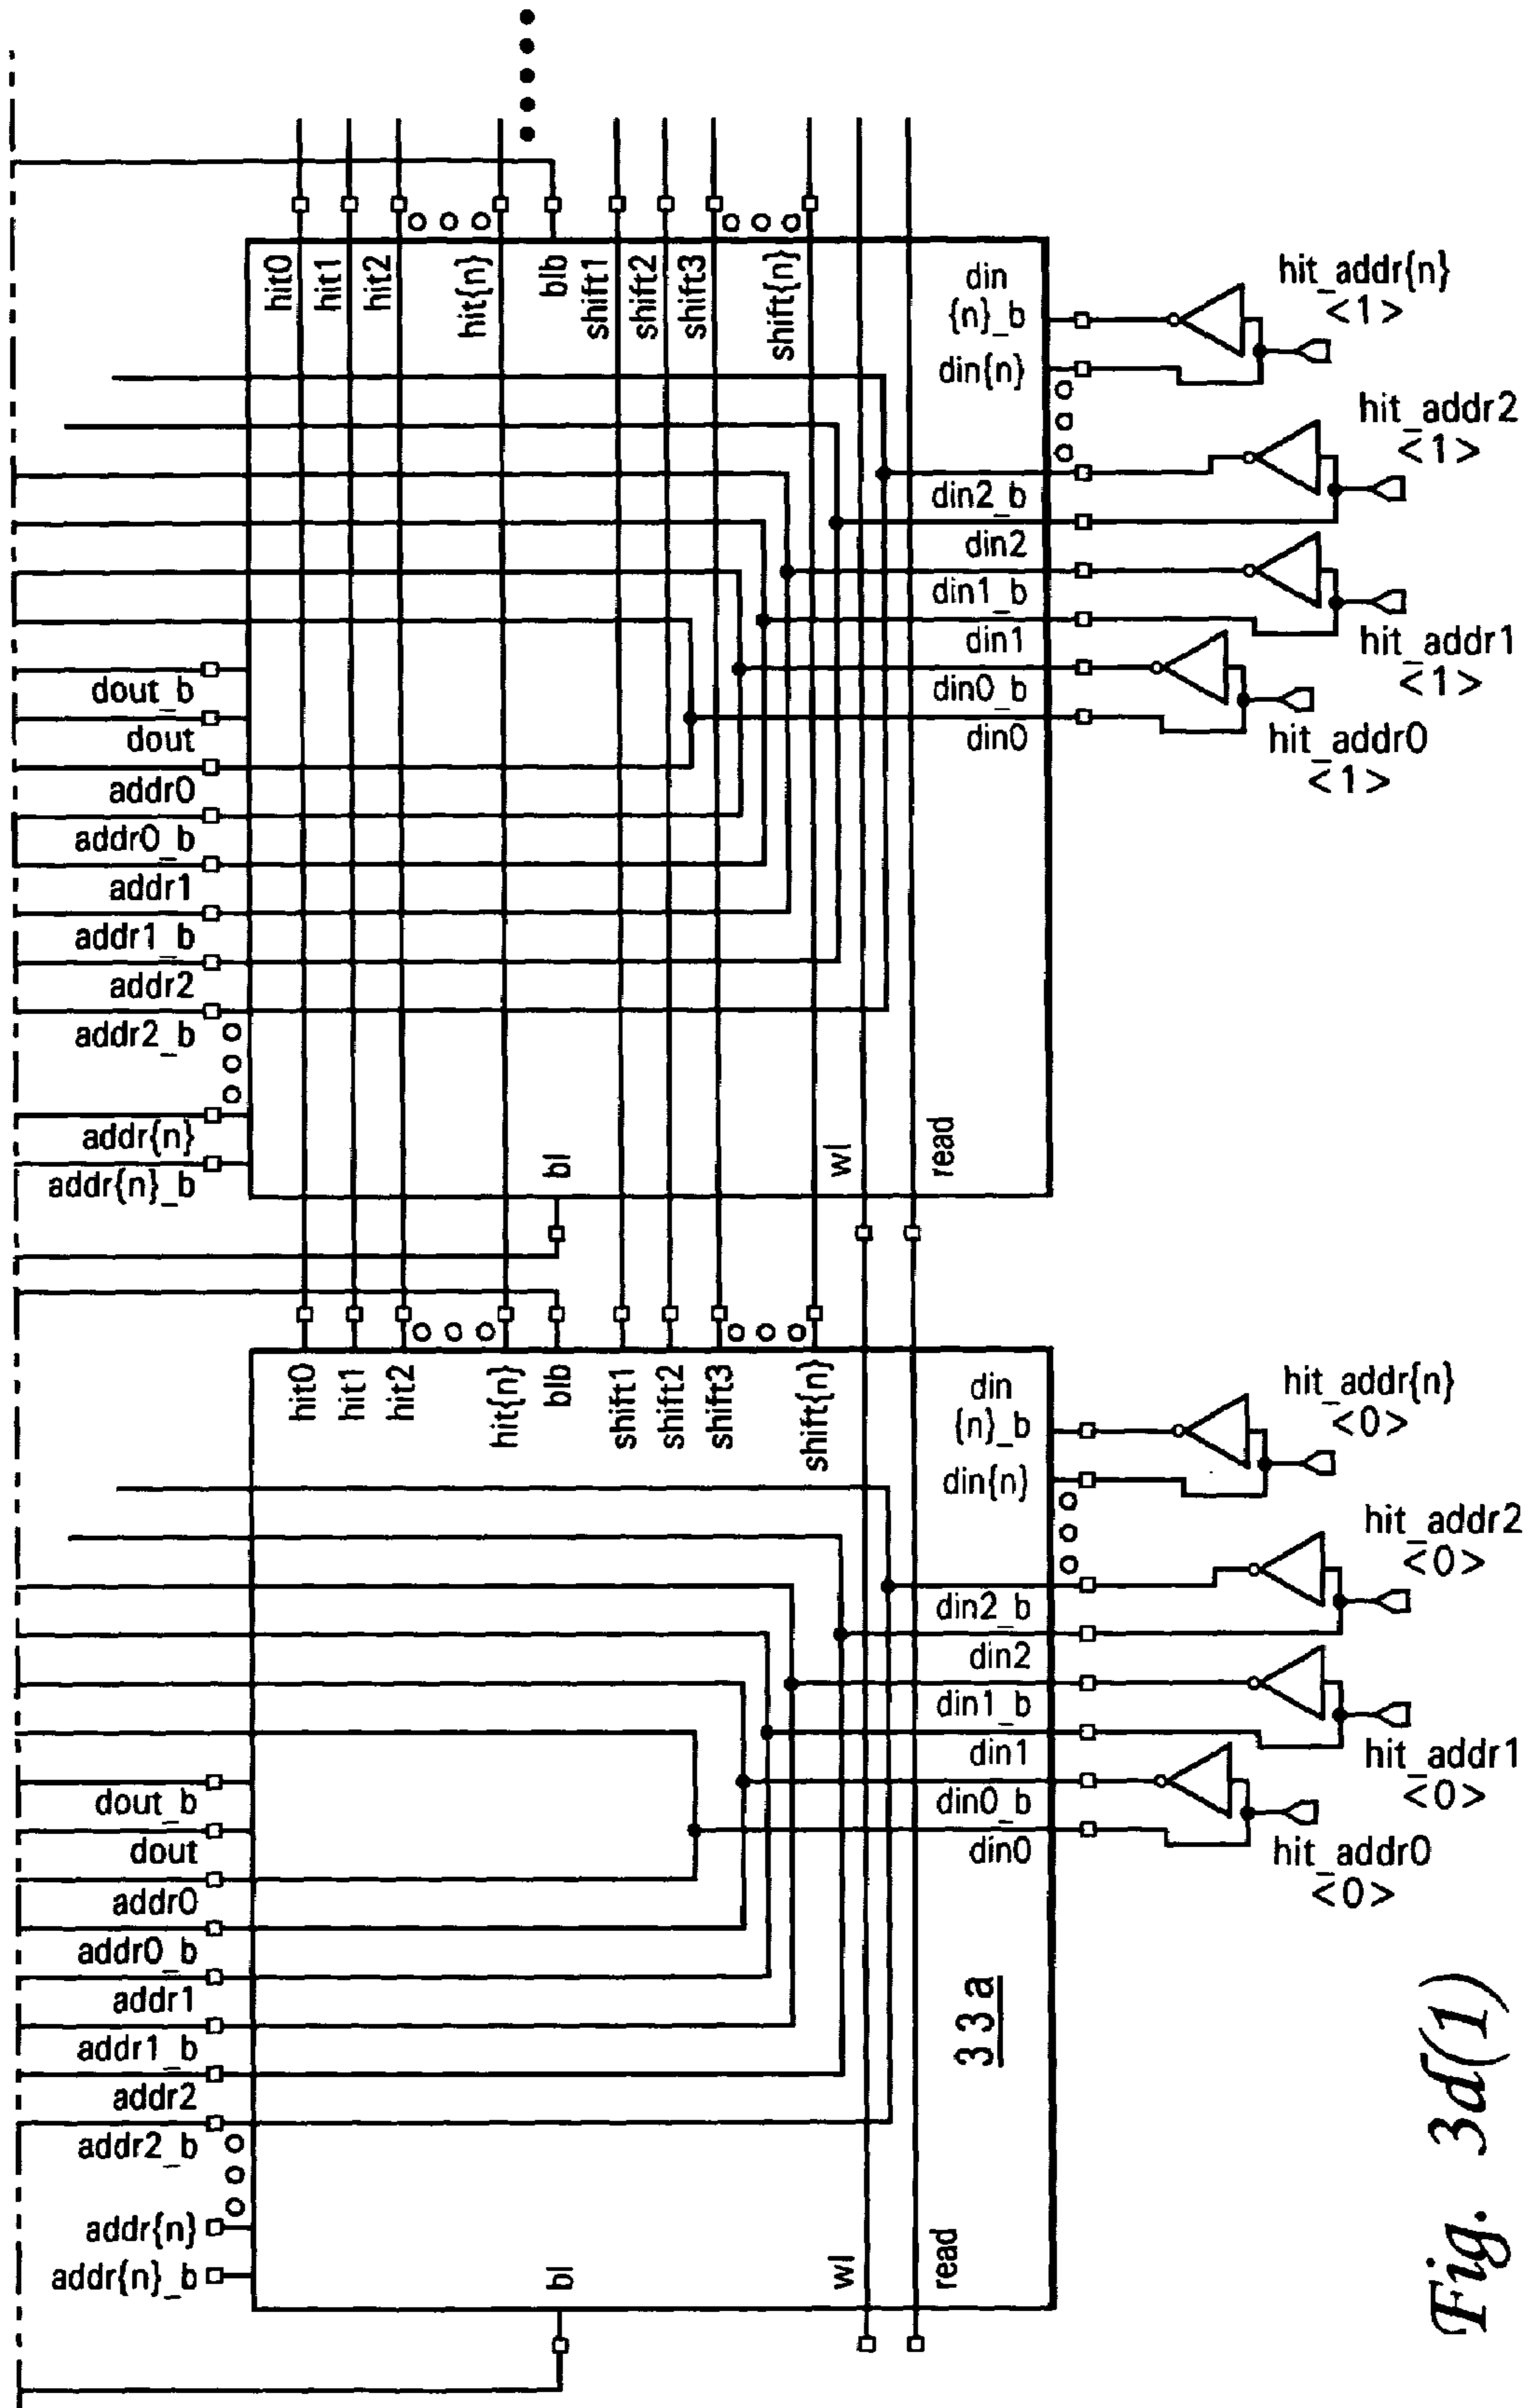 hit0
hit1
hit2
hit{n}
blb
shift1
shift2
shift3
shift{n}
dout_b
dout
addr0
addr0_b
addr1
addr1_b
addr2
addr2_b
addr{n}
addr{n}_b
bl
wl
read
din
{n}_b
din{n}
din2_b
din2
din1_b
din1
din0_b
din0
hit_addr{n}
<1>
hit_addr2
<1>
hit_addr1
<1>
hit_addr0
<1>
hit0
hit1
hit2
hit{n}
blb
shift1
shift2
shift3
shift{n}
dout_b
dout
addr0
addr0_b
addr1
addr1_b
addr2
addr2_b
addr{n}
addr{n}_b
bl
wl
read
din
{n}_b
din{n}
din2_b
din2
din1_b
din1
din0_b
din0
33a
hit_addr{n}
<0>
hit_addr2
<0>
hit_addr1
<0>
hit_addr0
<0>
Fig. 3d(1)